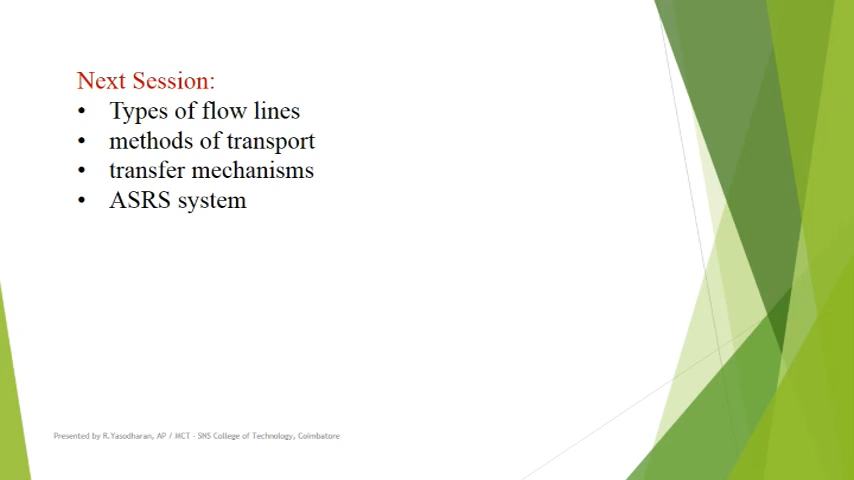 Next Session:
• Types of flow lines
• methods of transport
• transfer mechanisms
• ASRS system
Presented by R.Yasodharan, AP / MCT - SNS College of Technology, Coimbatore